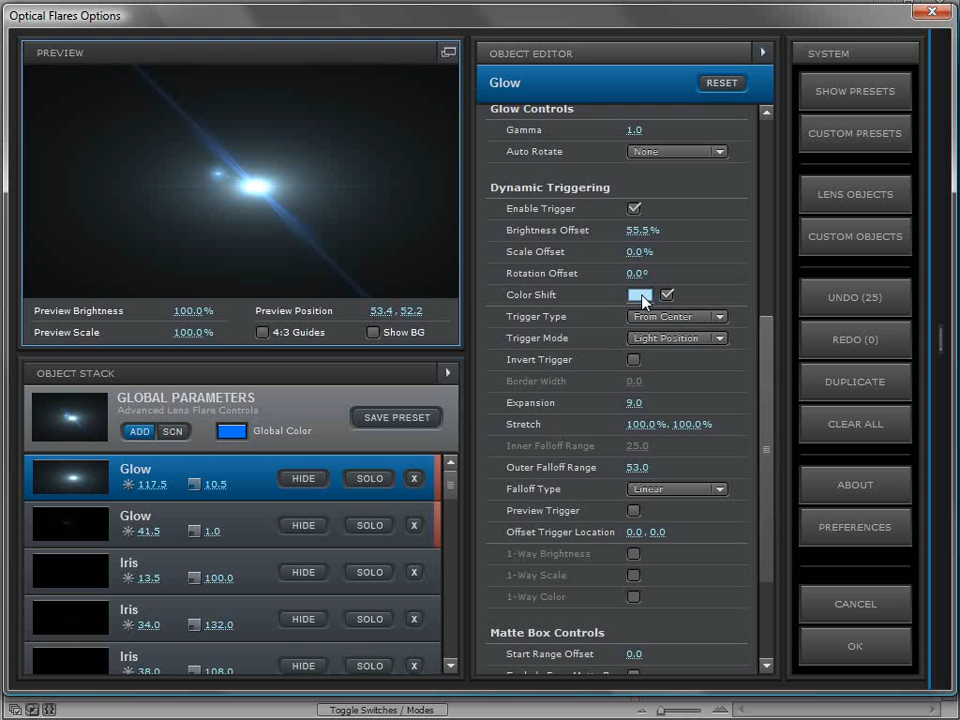 Optical Flares Options
PREVIEW
Preview Brightness 100.0% Preview Position 53.4, 52.2
Preview Scale 100.0% 4:3 Guides Show BG
OBJECT STACK
GLOBAL PARAMETERS
Advanced Lens Flare Controls
SAVE PRESET
ADD SCN Global Color
Glow
117.5 10.5 HIDE SOLO X
Glow
41.5 1.0 HIDE SOLO X
Iris
13.5 100.0 HIDE SOLO X
Iris
34.0 132.0 HIDE SOLO X
Iris
38.0 108.0 HIDE SOLO X
OBJECT EDITOR
Glow RESET
Glow Controls
Gamma 1.0
Auto Rotate None
Dynamic Triggering
Enable Trigger
Brightness Offset 55.5%
Scale Offset 0.0%
Rotation Offset 0.0°
Color Shift
Trigger Type From Center
Trigger Mode Light Position
Invert Trigger
Border Width 0.0
Expansion 9.0
Stretch 100.0%, 100.0%
Inner Falloff Range 25.0
Outer Falloff Range 53.0
Falloff Type Linear
Preview Trigger
Offset Trigger Location 0.0, 0.0
1-Way Brightness
1-Way Scale
1-Way Color
Matte Box Controls
Start Range Offset 0.0
SYSTEM
SHOW PRESETS
CUSTOM PRESETS
LENS OBJECTS
CUSTOM OBJECTS
UNDO (25)
REDO (0)
DUPLICATE
CLEAR ALL
ABOUT
PREFERENCES
CANCEL
OK
Toggle Switches / Modes